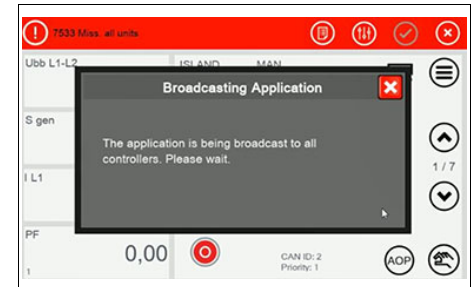 7533 Miss. all units
Ubb L1-L2
ISLAND MAN
Broadcasting Application
S gen
The application is being broadcast to all
controllers. Please wait.
1 / 7
I L1
PF
0,00
CAN ID: 2
Priority: 1
AOP
1